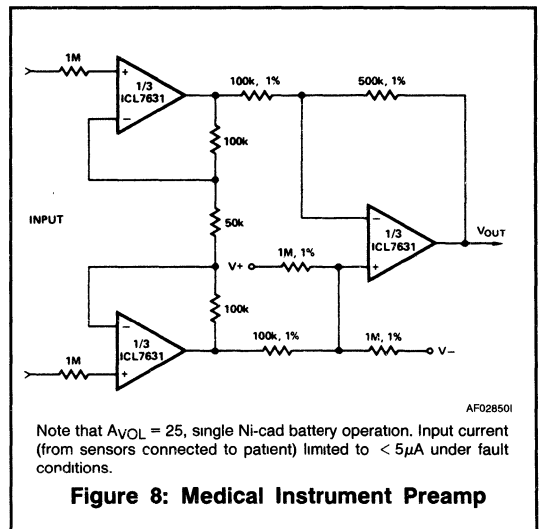 1M
+
1/3
ICL7631
−
100k, 1%
500k, 1%
100k
INPUT
50k
−
1/3
ICL7631
+
VOUT
V+
1M, 1%
100k
−
1/3
ICL7631
+
1M
100k, 1%
1M, 1%
V−
AF02850I
Note that AVOL = 25, single Ni-cad battery operation. Input current
(from sensors connected to patient) limited to < 5μA under fault
conditions.
Figure 8: Medical Instrument Preamp